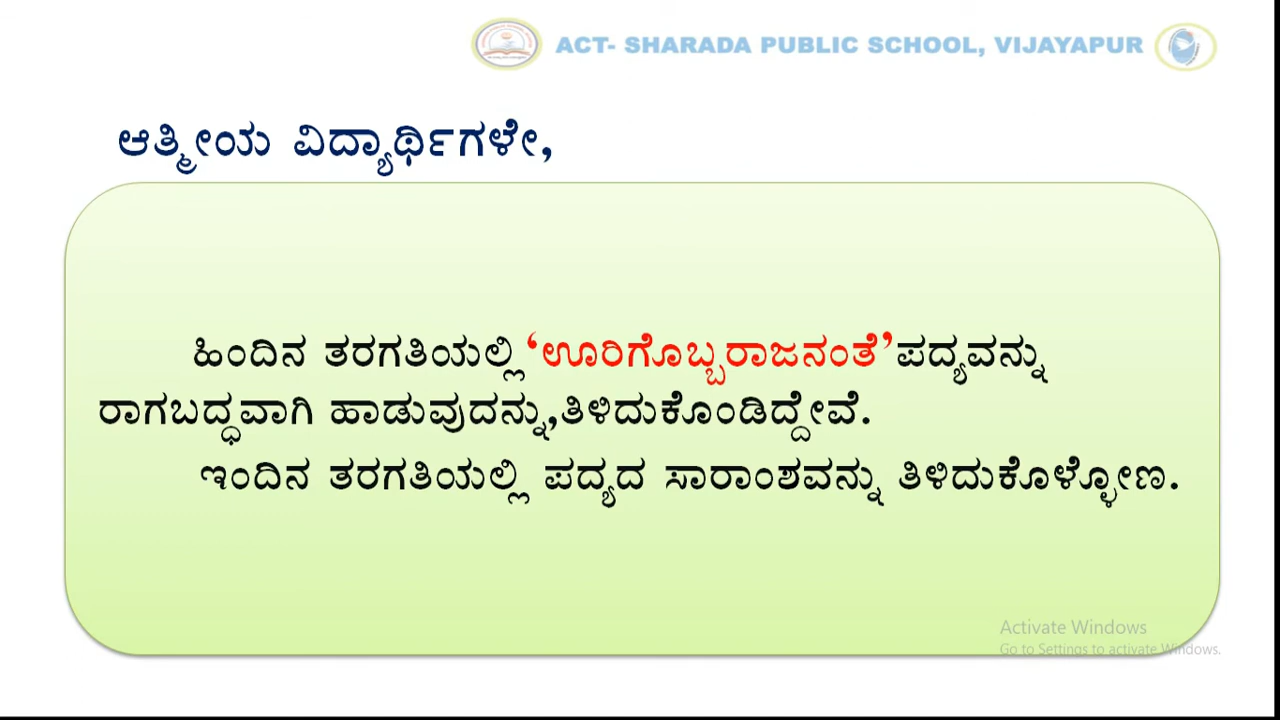 ACT- SHARADA PUBLIC SCHOOL, VIJAYAPUR
ಆತ್ಮೀಯ ವಿದ್ಯಾರ್ಥಿಗಳೇ,
ಹಿಂದಿನ ತರಗತಿಯಲ್ಲಿ ‘ಊರಿಗೊಬ್ಬರಾಜನಂತೆ’ ಪದ್ಯವನ್ನು
ರಾಗಬದ್ಧವಾಗಿ ಹಾಡುವುದನ್ನು,ತಿಳಿದುಕೊಂಡಿದ್ದೇವೆ.
ಇಂದಿನ ತರಗತಿಯಲ್ಲಿ ಪದ್ಯದ ಸಾರಾಂಶವನ್ನು ತಿಳಿದುಕೊಳ್ಳೋಣ.
Activate Windows
Go to Settings to activate Windows.